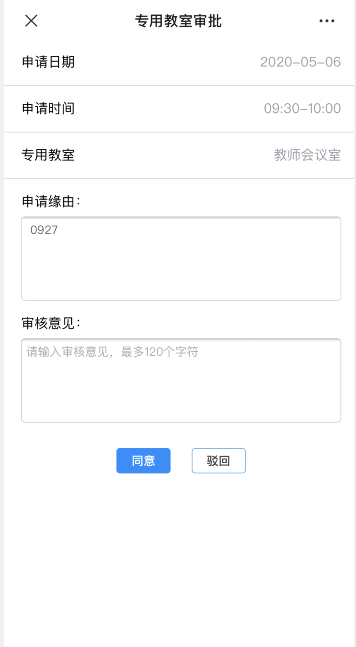 专用教室审批
申请日期 2020-05-06
申请时间 09:30-10:00
专用教室 教师会议室
申请缘由：
0927
审核意见：
请输入审核意见，最多120个字符
同意 驳回